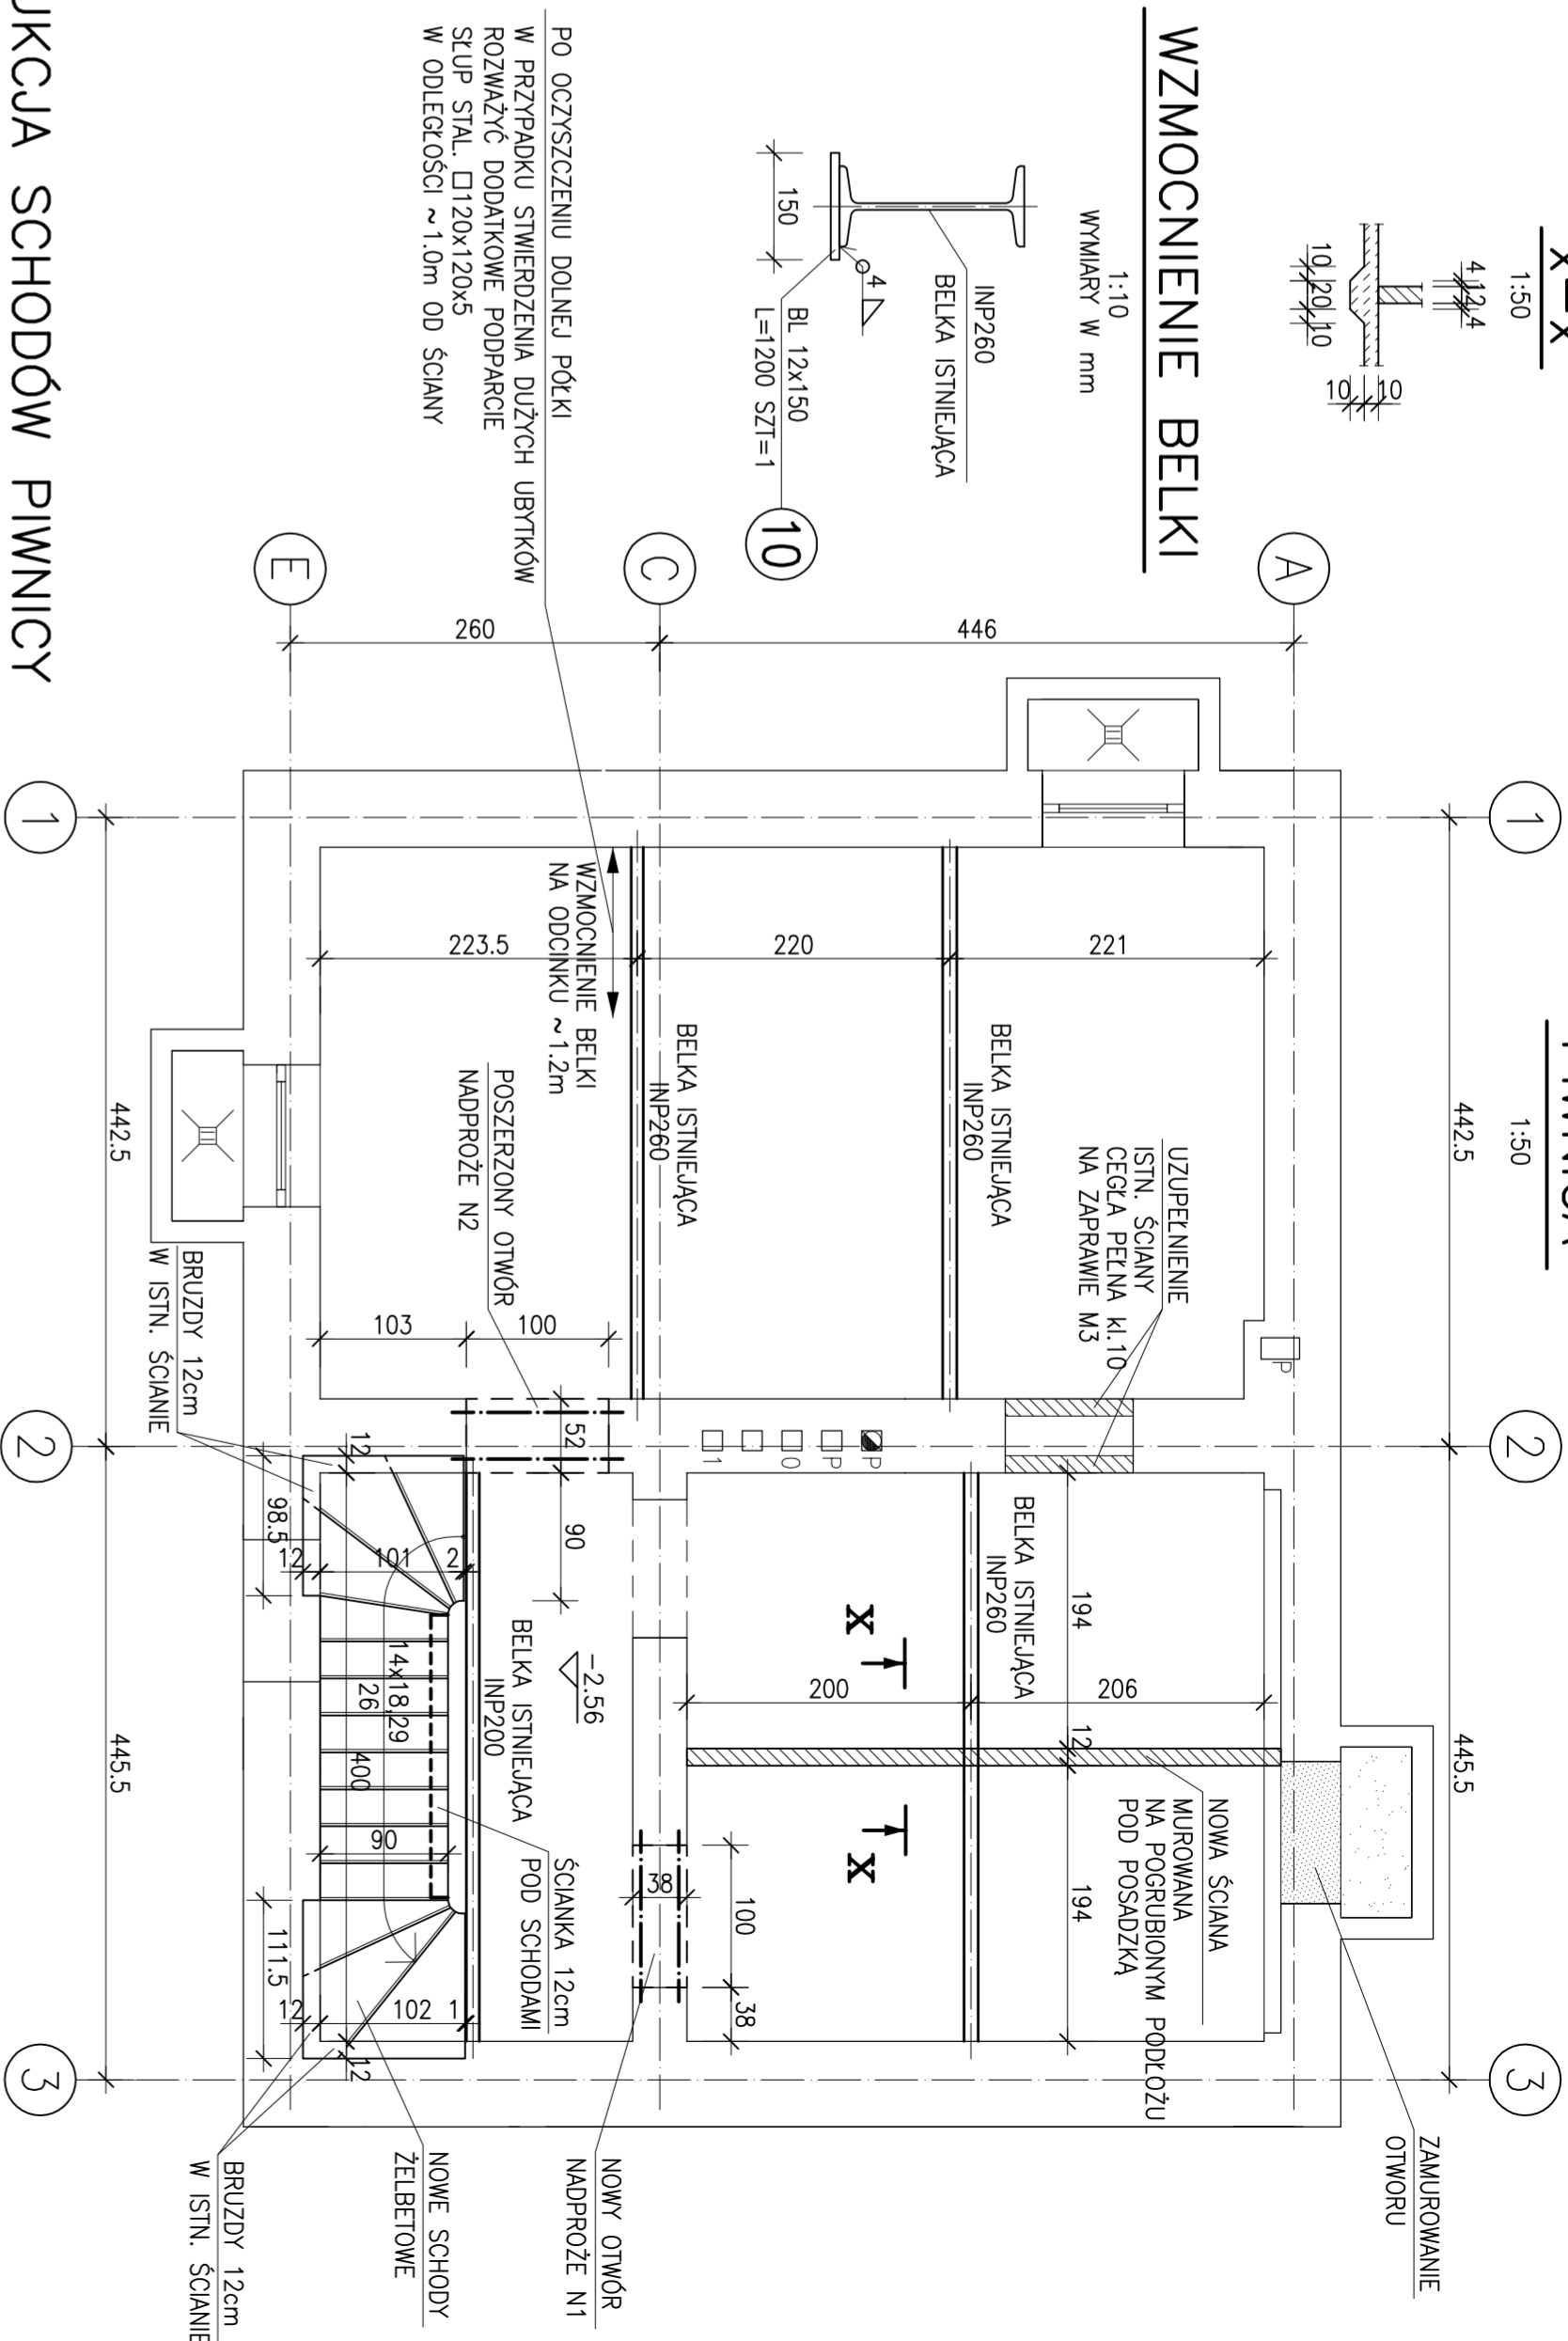 X-X
1:50
4
12
4
10
20
10
10
10
WZMOCNIENIE BELKI
1:10
WYMIARY W mm
INP260
BELKA ISTNIEJĄCA
4
150
BL 12x150
L=1200 SZT=1
10
PO OCZYSZCZENIU DOLNEJ PÓŁKI
W PRZYPADKU STWIERDZENIA DUŻYCH UBYTKÓW
ROZWAŻYĆ DODATKOWE PODPARCIE
SŁUP STAL. □120x120x5
W ODLEGŁOŚCI ~1.0m OD ŚCIANY
SCHODÓW PIWNICY
1:50
A
C
E
446
260
1
2
3
442.5
445.5
221
220
223.5
BELKA ISTNIEJĄCA
INP260
BELKA ISTNIEJĄCA
INP260
WZMOCNIENIE BELKI
NA ODCINKU ~1.2m
UZUPEŁNIENIE
ISTN. ŚCIANY
CEGŁA PEŁNA kl.10
NA ZAPRAWIE M3
P
POSZERZONY OTWÓR
NADPROŻE N2
100
103
52
90
P
P
O
1
BELKA ISTNIEJĄCA
INP260
194
12
194
206
200
X
X
NOWA ŚCIANA
MUROWANA
NA POGRUBIONYM PODŁOŻU
POD POSADZKĄ
ZAMUROWANIE
OTWORU
-2.56
BELKA ISTNIEJĄCA
INP200
ŚCIANKA 12cm
POD SCHODAMI
38
100
38
NOWY OTWÓR
NADPROŻE N1
NOWE SCHODY
ŻELBETOWE
BRUZDY 12cm
W ISTN. ŚCIANIE
12
98.5
12
101
2
14x18,29
26
400
90
111.5
12
102
1
12
BRUZDY 12cm
W ISTN. ŚCIANIE
442.5
445.5
1
2
3